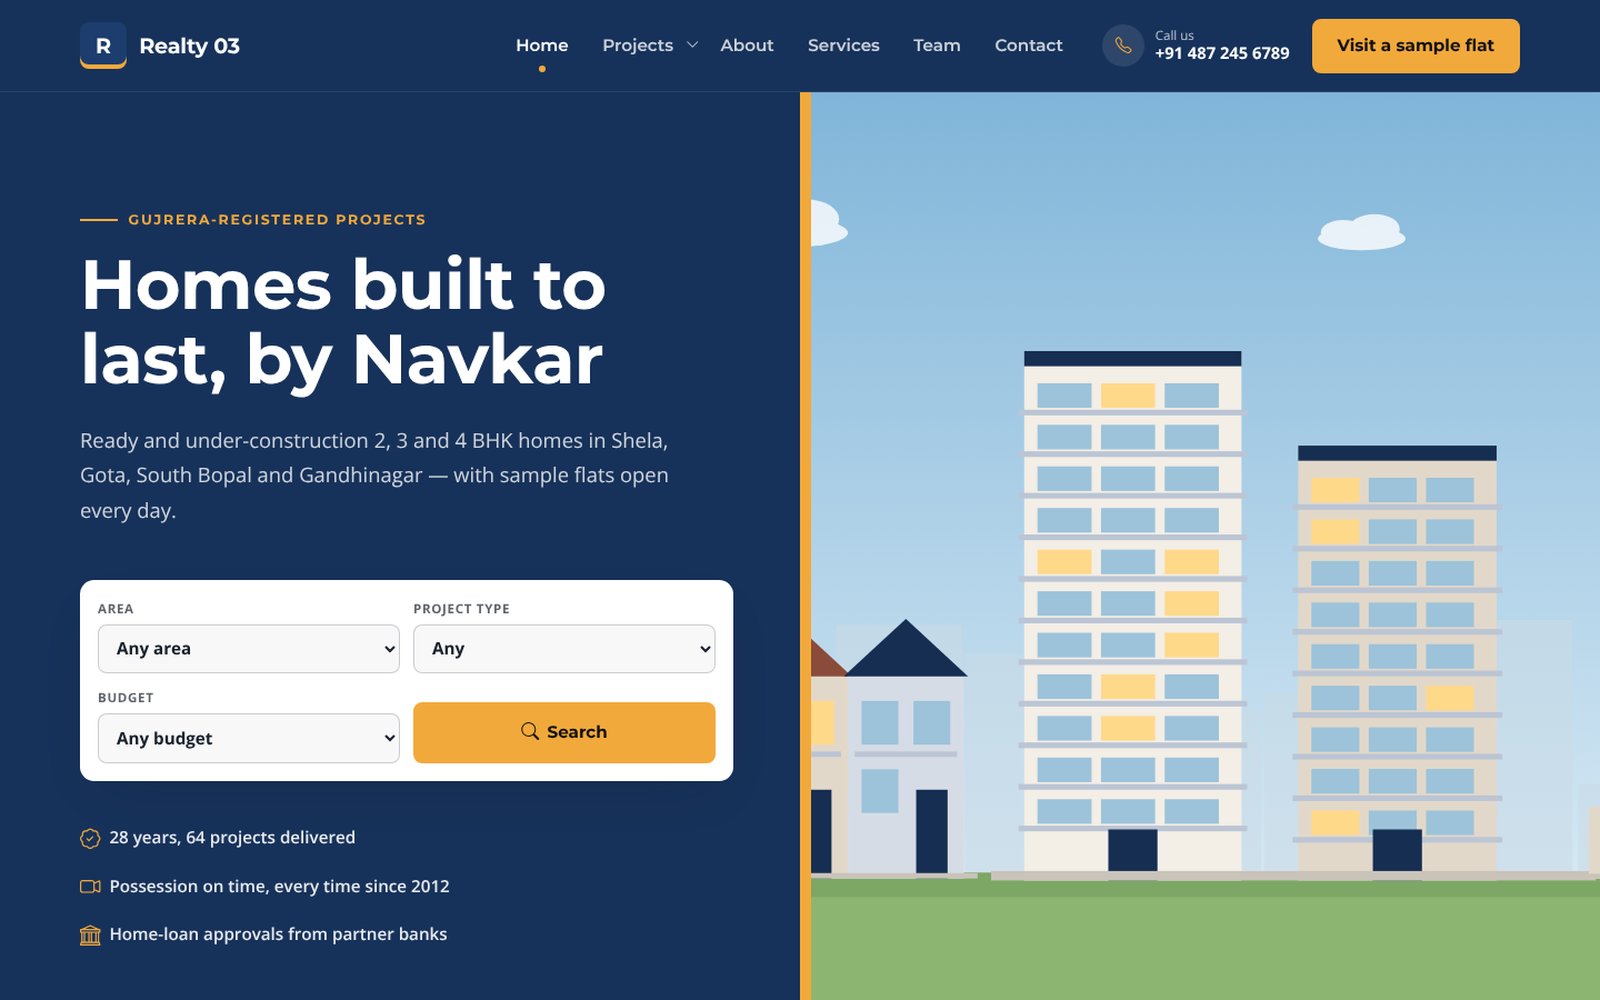 R
Realty 03
Home
Projects
About
Services
Team
Contact
Call us
+91 487 245 6789
Visit a sample flat
GUJRERA-REGISTERED PROJECTS
Homes built to
last, by Navkar
Ready and under-construction 2, 3 and 4 BHK homes in Shela,
Gota, South Bopal and Gandhinagar — with sample flats open
every day.
AREA
PROJECT TYPE
Any area
Any
BUDGET
Any budget
Search
28 years, 64 projects delivered
Possession on time, every time since 2012
Home-loan approvals from partner banks